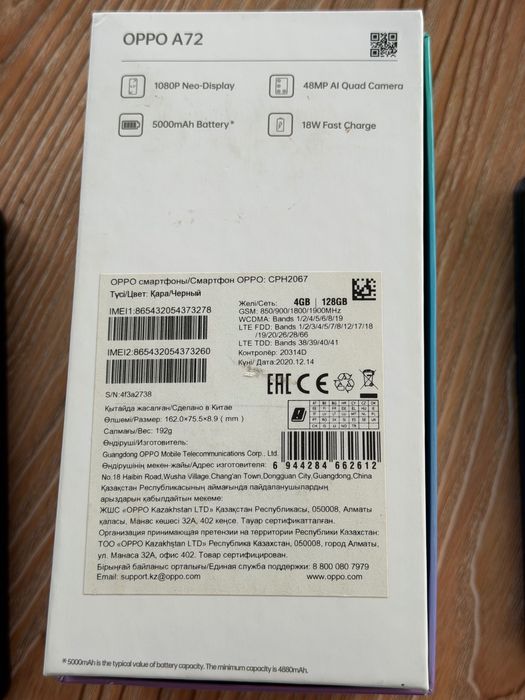 OPPO A72
1080P Neo-Display
48MP AI Quad Camera
5000mAh Battery*
18W Fast Charge
OPPO смартфоны/Смартфон OPPO: CPH2067
Түсі/Цвет: Қара/Черный
IMEI1:865432054373278
IMEI2:865432054373260
S/N:4f3a2738
Желі/Сеть: 4GB | 128GB
GSM: 850/900/1800/1900MHz
WCDMA: Bands 1/2/4/5/6/8/19
LTE FDD: Bands 1/2/3/4/5/7/8/12/17/18
/19/20/26/28/66
LTE TDD: Bands 38/39/40/41
Контролёр: 20314D
Күні/ Дата:2020.12.14
EAC CE
Қытайда жасалған/Сделано в Китае
Өлшемі/Размер: 162.0×75.5×8.9 ( mm )
Салмағы/Вес: 192g
Өндіруші/Изготовитель:
Guangdong OPPO Mobile Telecommunications Corp., Ltd.
Өндірушінің мекен-жайы/Адрес изготовителя:
6 944284 662612
No.18 Haibin Road,Wusha Village,Chang'an Town,Dongguan City,Guangdong,China
Қазақстан Республикасының аймағында пайдаланушылардың
арыздарын қабылдайтын мекеме:
ЖШС «OPPO Kazakhstan LTD» Қазақстан Республикасы, 050008, Алматы
қаласы. Манас көшесі 32А, 402 кеңсе. Тауар сертификатталған.
Организация принимающая претензии на территории Республики Казахстан:
ТОО «OPPO Kazakhstan LTD» Республика Казахстан, 050008, город Алматы,
ул. Манаса 32А, офис 402. Товар сертифицирован.
Бірыңғай байланыс орталығы/Единая служба поддержки: 8 800 080 7979
Email: support.kz@oppo.com www.oppo.com
*5000mAh is the typical value of battery capacity. The minimum capacity is 4880mAh.